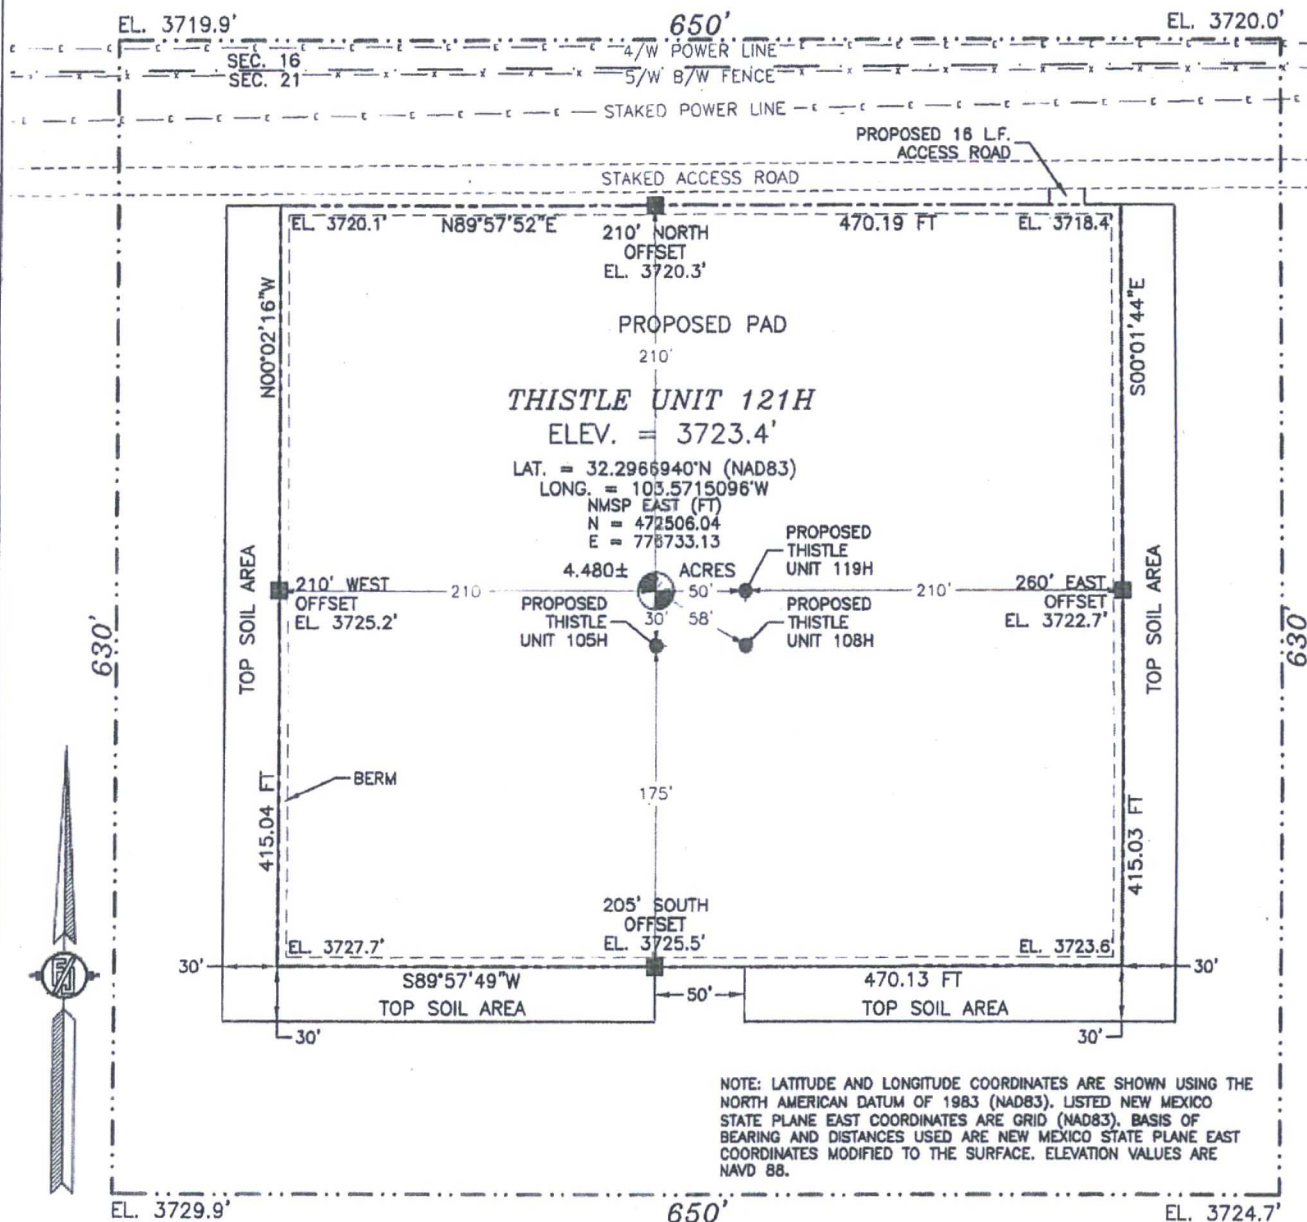 EL. 3719.9'
650'
EL. 3720.0'
4/W POWER LINE
SEC. 16
SEC. 21
5/W B/W FENCE
STAKED POWER LINE
PROPOSED 16 L.F.
ACCESS ROAD
STAKED ACCESS ROAD
EL. 3720.1'
N89°57'52"E
210' NORTH
OFFSET
EL. 3720.3'
470.19 FT
EL. 3718.4'
N00°02'16"W
S00°01'44"E
PROPOSED PAD
210'
THISTLE UNIT 121H
ELEV. = 3723.4'
LAT. = 32.2966940°N (NAD83)
LONG. = 103.5715096°W
NMSP EAST (FT)
N = 472506.04
E = 776733.13
4.480± ACRES
PROPOSED
THISTLE
UNIT 119H
210' WEST
OFFSET
EL. 3725.2'
210
50'
210'
260' EAST
OFFSET
EL. 3722.7'
PROPOSED
THISTLE
UNIT 105H
30'
58'
PROPOSED
THISTLE
UNIT 108H
TOP SOIL AREA
TOP SOIL AREA
630'
630'
BERM
175'
415.04 FT
415.03 FT
205' SOUTH
OFFSET
EL. 3725.5'
EL. 3727.7'
EL. 3723.6'
30'
30'
S89°57'49"W
50'
470.13 FT
TOP SOIL AREA
TOP SOIL AREA
30'
30'
NOTE: LATITUDE AND LONGITUDE COORDINATES ARE SHOWN USING THE
NORTH AMERICAN DATUM OF 1983 (NAD83). LISTED NEW MEXICO
STATE PLANE EAST COORDINATES ARE GRID (NAD83). BASIS OF
BEARING AND DISTANCES USED ARE NEW MEXICO STATE PLANE EAST
COORDINATES MODIFIED TO THE SURFACE. ELEVATION VALUES ARE
NAVD 88.
EL. 3729.9'
650'
EL. 3724.7'